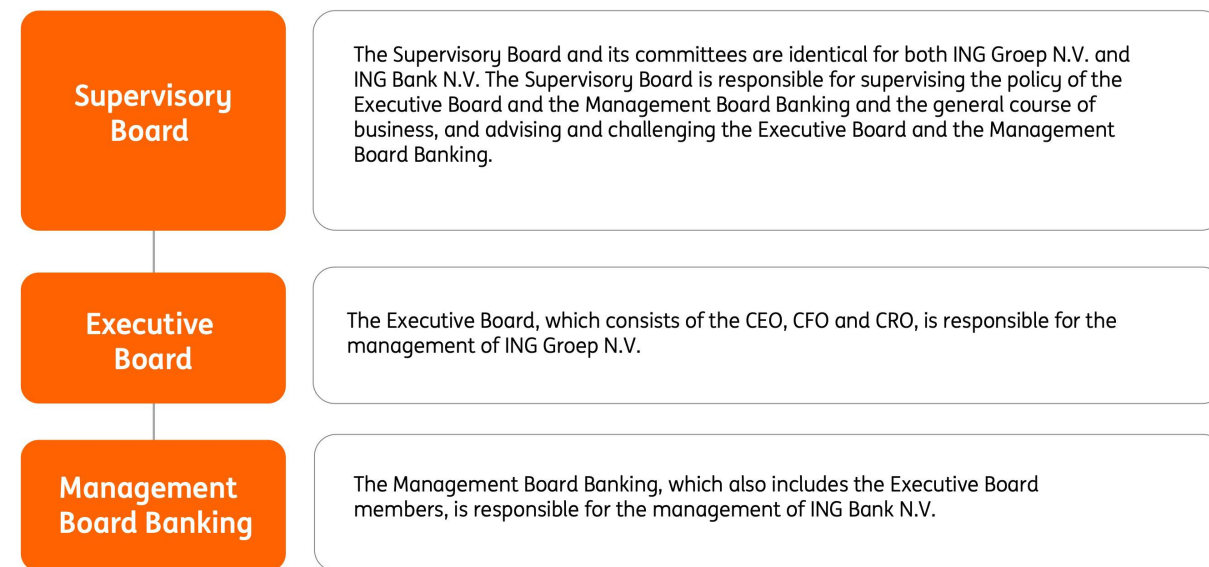 Supervisory
Board
The Supervisory Board and its committees are identical for both ING Groep N.V. and
ING Bank N.V. The Supervisory Board is responsible for supervising the policy of the
Executive Board and the Management Board Banking and the general course of
business, and advising and challenging the Executive Board and the Management
Board Banking.
Executive
Board
The Executive Board, which consists of the CEO, CFO and CRO, is responsible for the
management of ING Groep N.V.
Management
Board Banking
The Management Board Banking, which also includes the Executive Board
members, is responsible for the management of ING Bank N.V.